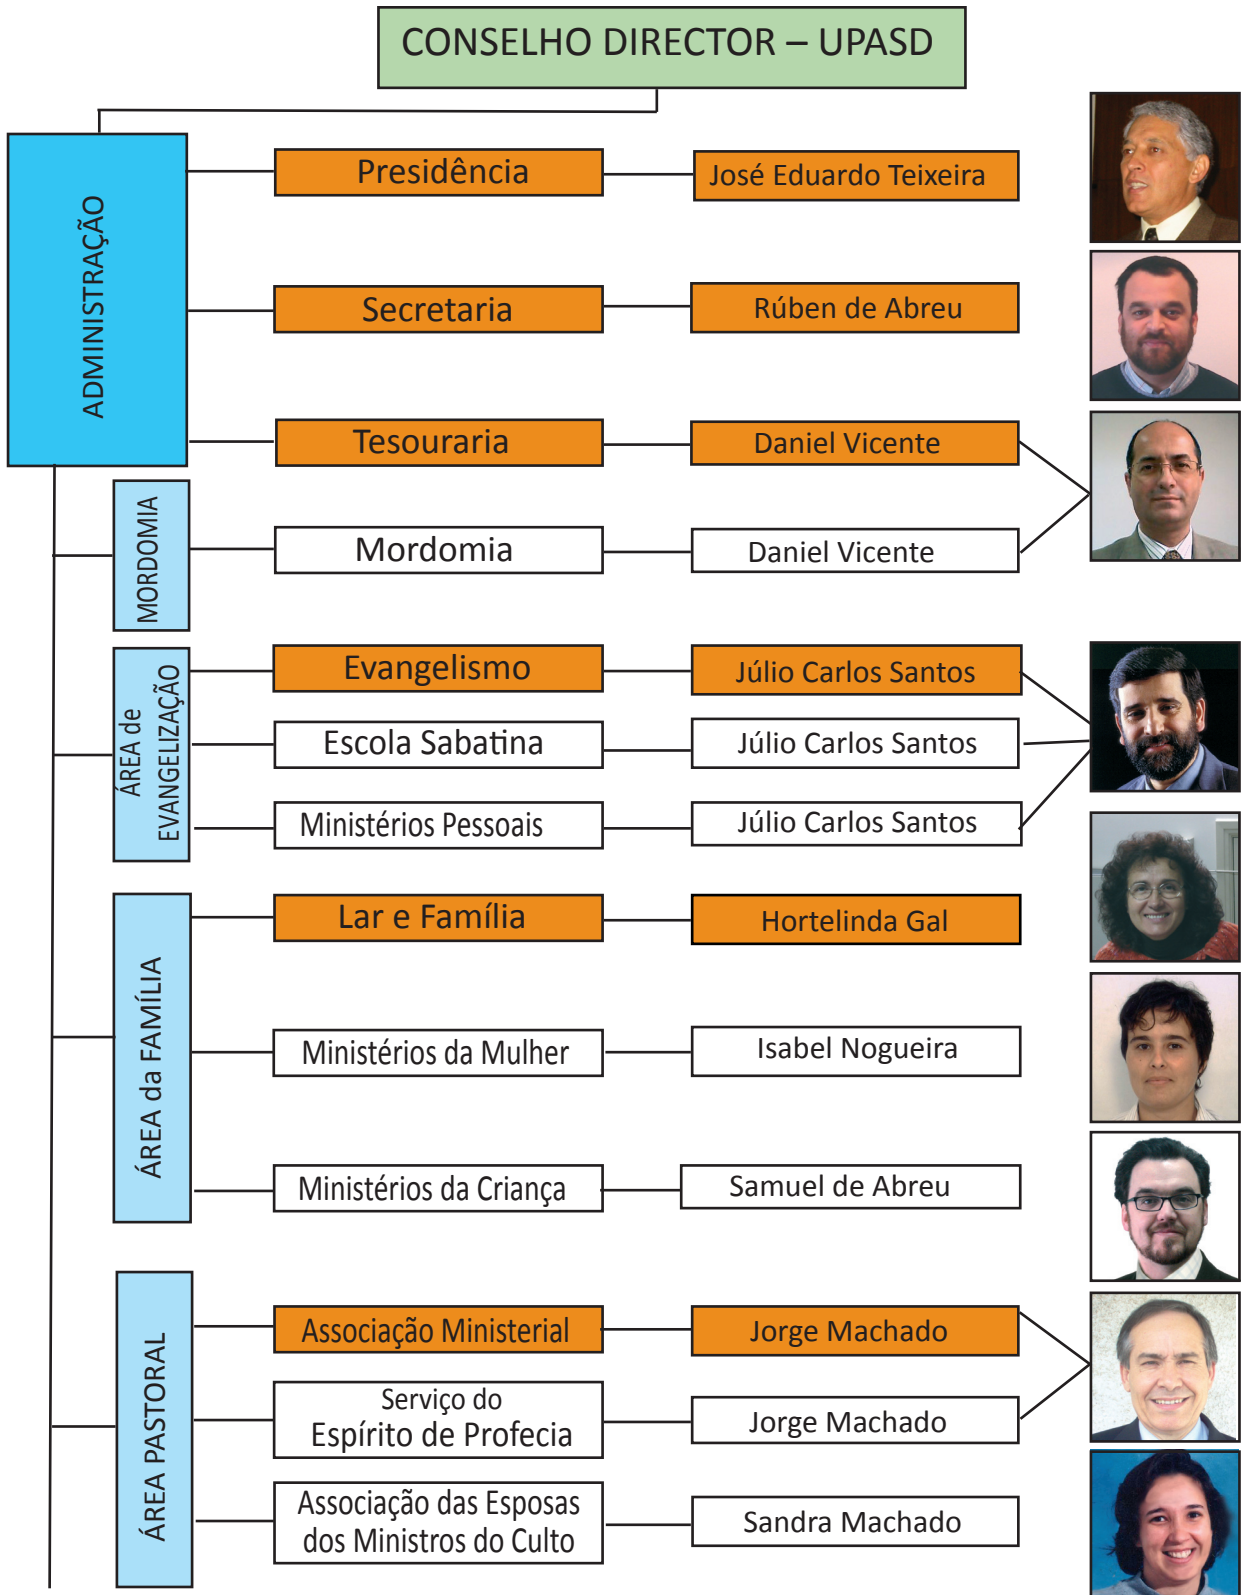 CONSELHO DIRECTOR – UPASD
ADMINISTRAÇÃO
Presidência
José Eduardo Teixeira
Secretaria
Rúben de Abreu
Tesouraria
Daniel Vicente
MORDOMIA
Mordomia
Daniel Vicente
ÁREA de
EVANGELIZAÇÃO
Evangelismo
Júlio Carlos Santos
Escola Sabatina
Júlio Carlos Santos
Ministérios Pessoais
Júlio Carlos Santos
ÁREA da FAMÍLIA
Lar e Família
Hortelinda Gal
Ministérios da Mulher
Isabel Nogueira
Ministérios da Criança
Samuel de Abreu
ÁREA PASTORAL
Associação Ministerial
Jorge Machado
Serviço do
Espírito de Profecia
Jorge Machado
Associação das Esposas
dos Ministros do Culto
Sandra Machado